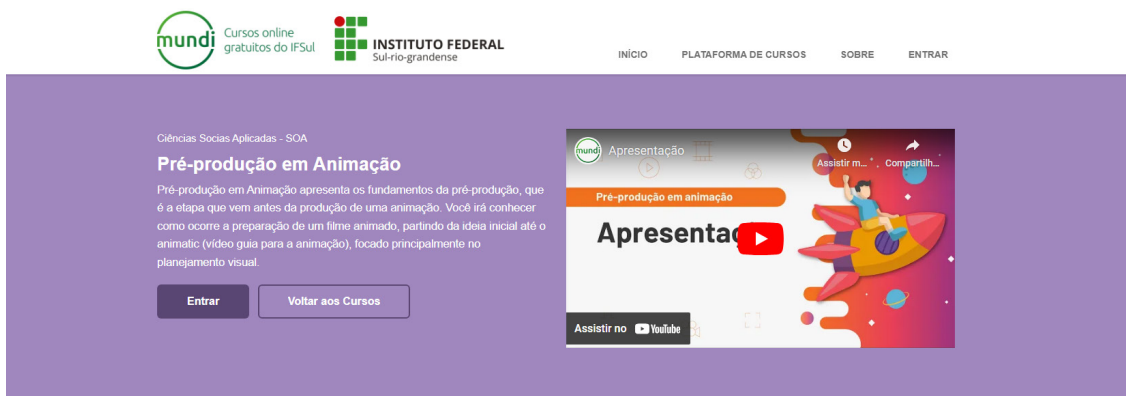 mundi
Cursos online
gratuitos do IFSul
INSTITUTO FEDERAL
Sul-rio-grandense
INÍCIO
PLATAFORMA DE CURSOS
SOBRE
ENTRAR
Ciências Socias Aplicadas - SOA
Pré-produção em Animação
Pré-produção em Animação apresenta os fundamentos da pré-produção, que
é a etapa que vem antes da produção de uma animação. Você irá conhecer
como ocorre a preparação de um filme animado, partindo da ideia inicial até o
animatic (vídeo guia para a animação), focado principalmente no
planejamento visual.
Entrar
Voltar aos Cursos
mundi
Apresentação
Assistir m...
Compartilh...
Pré-produção em animação
Apresentaç
Assistir no YouTube